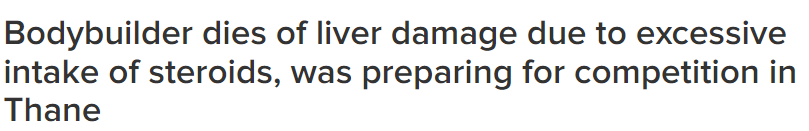 Bodybuilder dies of liver damage due to excessive
intake of steroids, was preparing for competition in
Thane